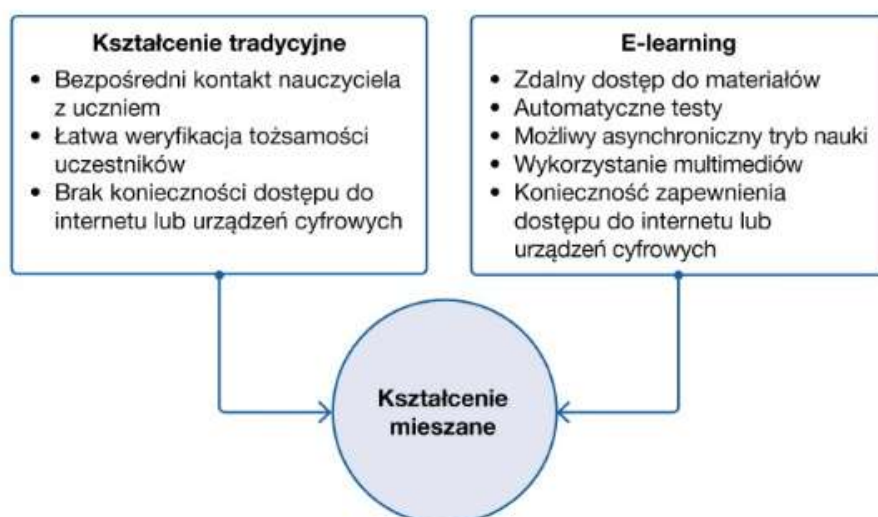 Kształcenie tradycyjne
• Bezpośredni kontakt nauczyciela
z uczniem
• Łatwa weryfikacja tożsamości
uczestników
• Brak konieczności dostępu do
internetu lub urządzeń cyfrowych
E-learning
• Zdalny dostęp do materiałów
• Automatyczne testy
• Możliwy asynchroniczny tryb nauki
• Wykorzystanie multimediów
• Konieczność zapewnienia
dostępu do internetu lub
urządzeń cyfrowych
Kształcenie
mieszane